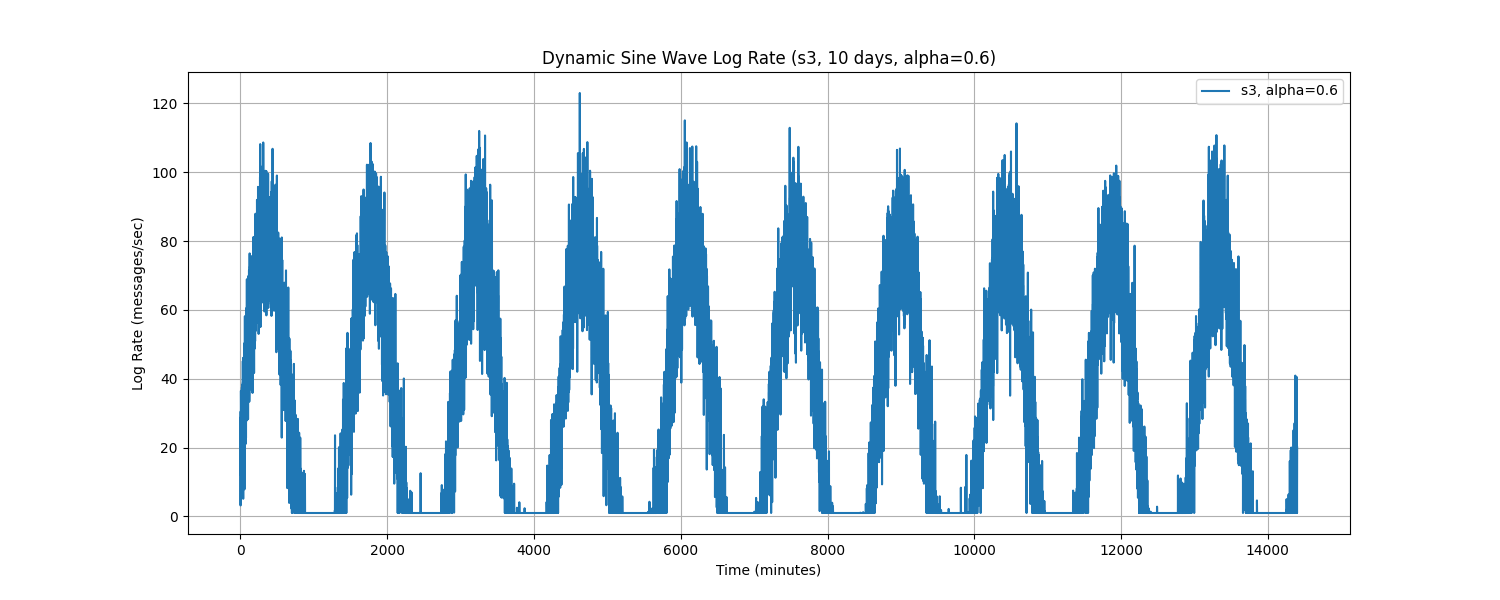 Dynamic Sine Wave Log Rate (s3, 10 days, alpha=0.6)
s3, alpha=0.6
Log Rate (messages/sec)
120
100
80
60
40
20
0
0 2000 4000 6000 8000 10000 12000 14000
Time (minutes)